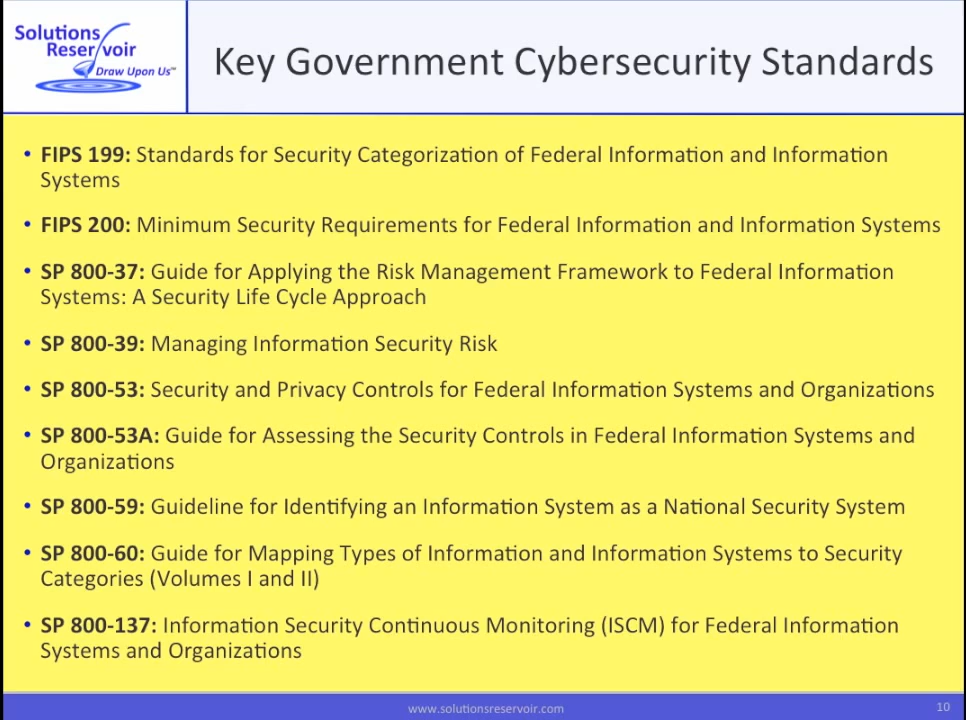 Solutions
Reservoir
Draw Upon Us℠
Key Government Cybersecurity Standards
• FIPS 199: Standards for Security Categorization of Federal Information and Information
Systems
• FIPS 200: Minimum Security Requirements for Federal Information and Information Systems
• SP 800-37: Guide for Applying the Risk Management Framework to Federal Information
Systems: A Security Life Cycle Approach
• SP 800-39: Managing Information Security Risk
• SP 800-53: Security and Privacy Controls for Federal Information Systems and Organizations
• SP 800-53A: Guide for Assessing the Security Controls in Federal Information Systems and
Organizations
• SP 800-59: Guideline for Identifying an Information System as a National Security System
• SP 800-60: Guide for Mapping Types of Information and Information Systems to Security
Categories (Volumes I and II)
• SP 800-137: Information Security Continuous Monitoring (ISCM) for Federal Information
Systems and Organizations
www.solutionsreservoir.com
10